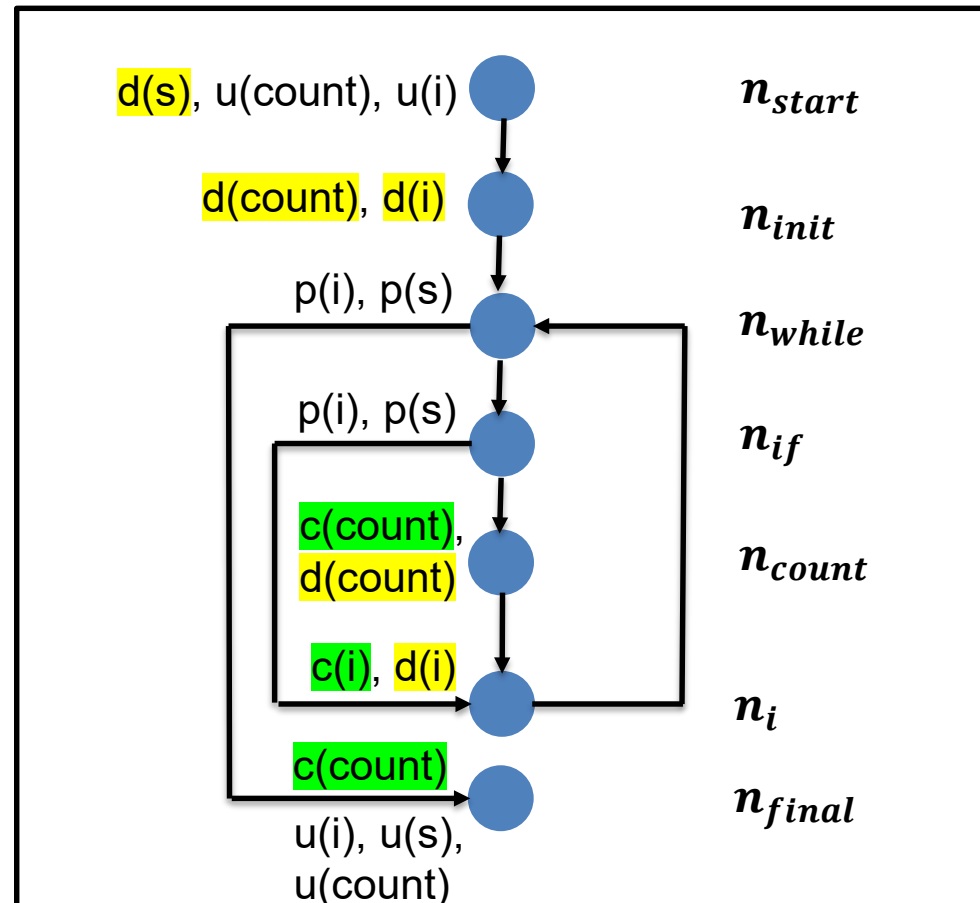 d(s), u(count), u(i)
n_start
d(count), d(i)
n_init
p(i), p(s)
n_while
p(i), p(s)
n_if
c(count),
d(count)
n_count
c(i), d(i)
n_i
c(count)
n_final
u(i), u(s),
u(count)